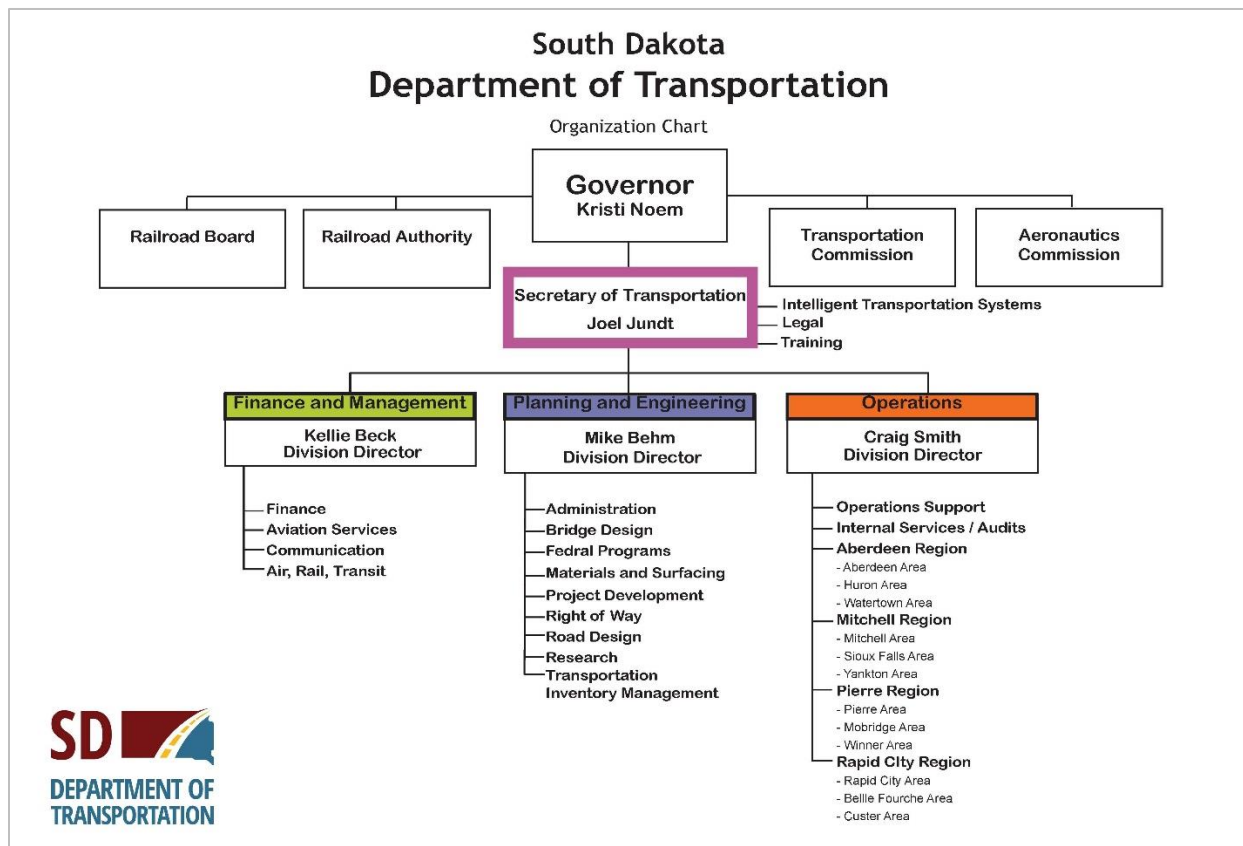 South Dakota
Department of Transportation
Organization Chart
Governor
Kristi Noem
Railroad Board
Railroad Authority
Transportation
Commission
Aeronautics
Commission
Secretary of Transportation
Joel Jundt
Intelligent Transportation Systems
Legal
Training
Finance and Management
Kellie Beck
Division Director
Finance
Aviation Services
Communication
Air, Rail, Transit
Planning and Engineering
Mike Behm
Division Director
Administration
Bridge Design
Fedral Programs
Materials and Surfacing
Project Development
Right of Way
Road Design
Research
Transportation
Inventory Management
Operations
Craig Smith
Division Director
Operations Support
Internal Services / Audits
Aberdeen Region
- Aberdeen Area
- Huron Area
- Watertown Area
Mitchell Region
- Mitchell Area
- Sioux Falls Area
- Yankton Area
Pierre Region
- Pierre Area
- Mobridge Area
- Winner Area
Rapid CIty Region
- Rapid City Area
- Bellle Fourche Area
- Custer Area
SD
DEPARTMENT OF
TRANSPORTATION